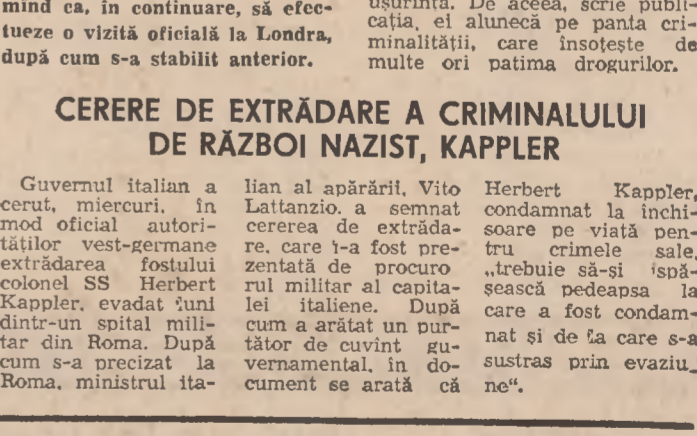 mind ca, în continuare, să efec-
tueze o vizită oficială la Londra,
după cum s-a stabilit anterior.
ușurință. De aceea, scrie publi-
cația, ei alunecă pe panta cri-
minalității, care însoțește de
multe ori patima drogurilor.
CERERE DE EXTRĂDARE A CRIMINALULUI
DE RĂZBOI NAZIST, KAPPLER
Guvernul italian a
cerut, miercuri, în
mod oficial autori-
tăților vest-germane
extrădarea fostului
colonel SS Herbert
Kappler, evadat luni
dintr-un spital mili-
tar din Roma. După
cum s-a precizat la
Roma, ministrul ita-
lian al apărării, Vito
Lattanzio, a semnat
cererea de extrăda-
re, care i-a fost pre-
zentată de procuro
rul militar al capita-
lei italiene. După
cum a arătat un pur-
tător de cuvînt gu-
vernamental, în do-
cument se arată că
Herbert Kappler,
condamnat la închi-
soare pe viață pen-
tru crimele sale,
„trebuie să-și ispă-
șească pedeapsa la
care a fost condam-
nat și de la care s-a
sustras prin evaziu_
ne“.